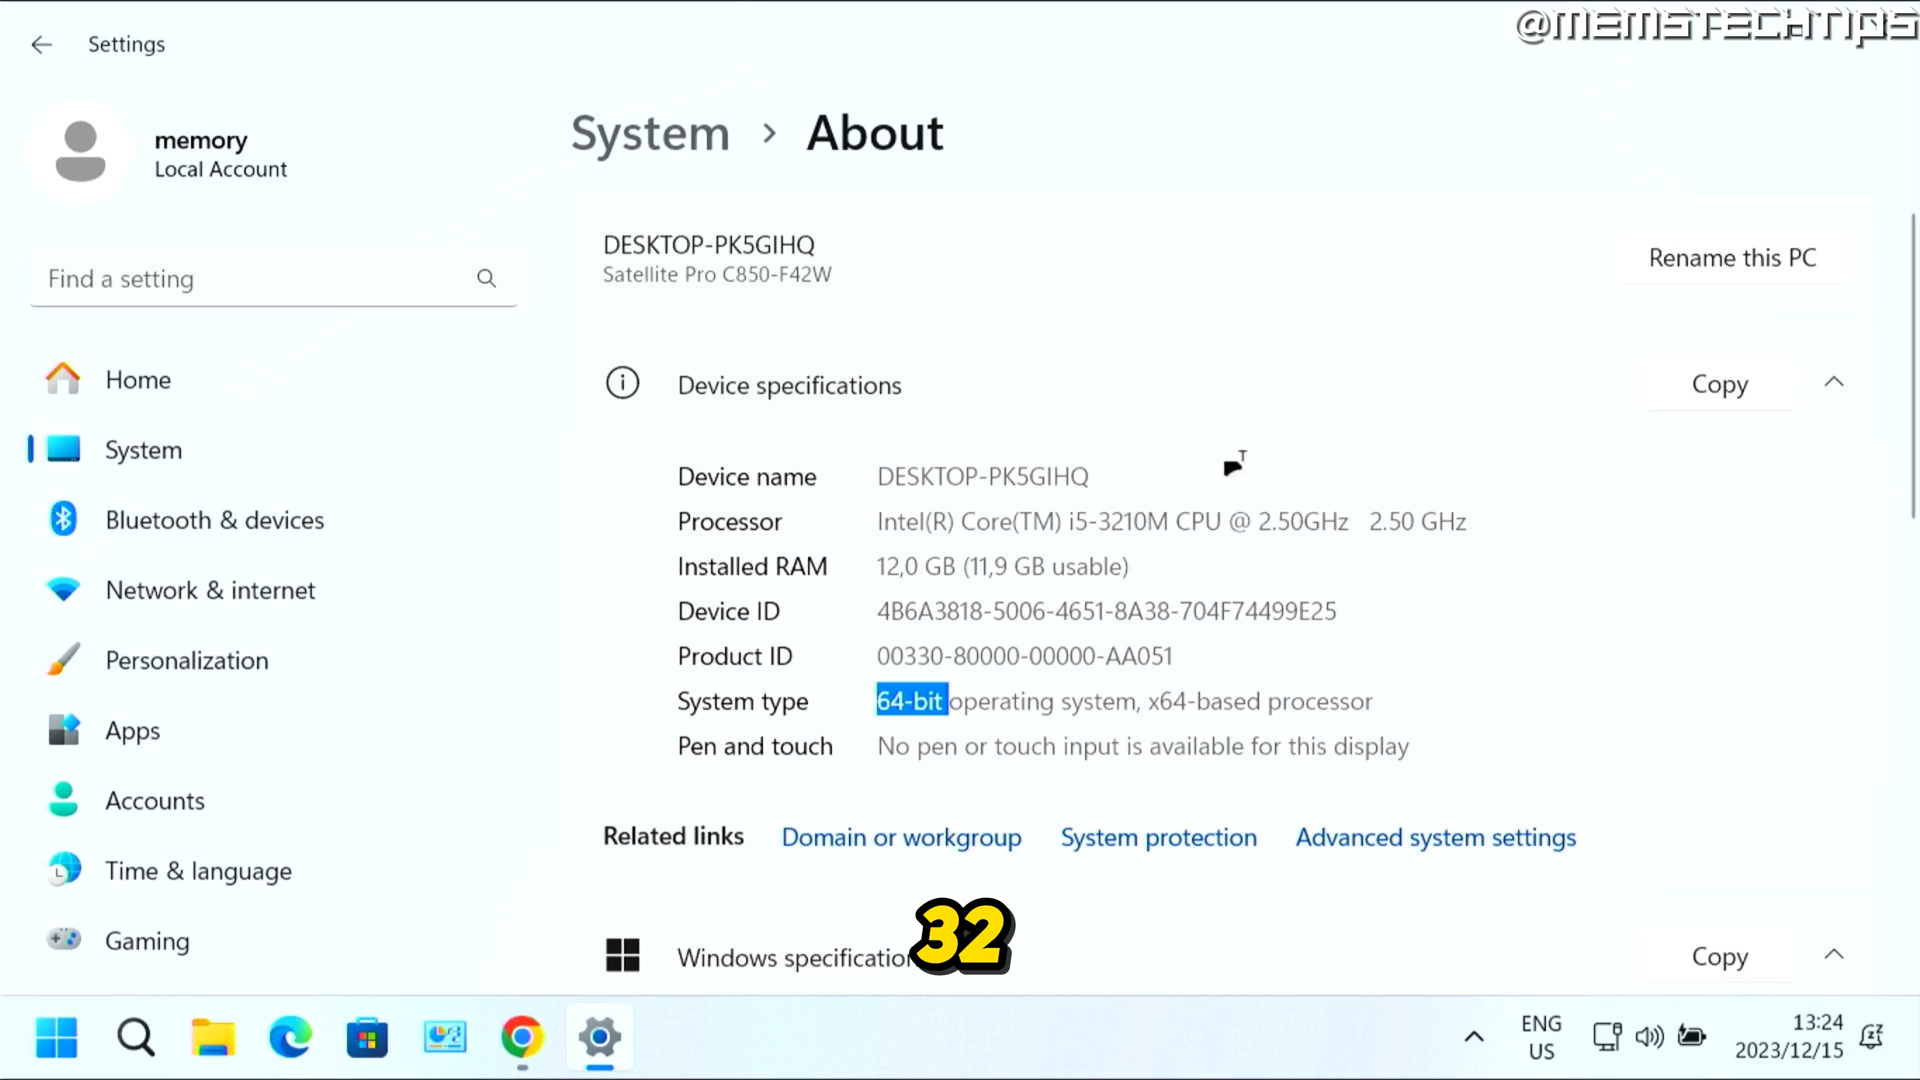 @MEMSTECHTIPS
Settings
memory
Local Account
Find a setting
Home
System
Bluetooth & devices
Network & internet
Personalization
Apps
Accounts
Time & language
Gaming
System > About
DESKTOP-PK5GIHQ
Satellite Pro C850-F42W
Rename this PC
Device specifications
Copy
Device name DESKTOP-PK5GIHQ
Processor Intel(R) Core(TM) i5-3210M CPU @ 2.50GHz 2.50 GHz
Installed RAM 12,0 GB (11,9 GB usable)
Device ID 4B6A3818-5006-4651-8A38-704F74499E25
Product ID 00330-80000-00000-AA051
System type 64-bit operating system, x64-based processor
Pen and touch No pen or touch input is available for this display
Related links Domain or workgroup System protection Advanced system settings
Windows specification
Copy
32
ENG
US
13:24
2023/12/15